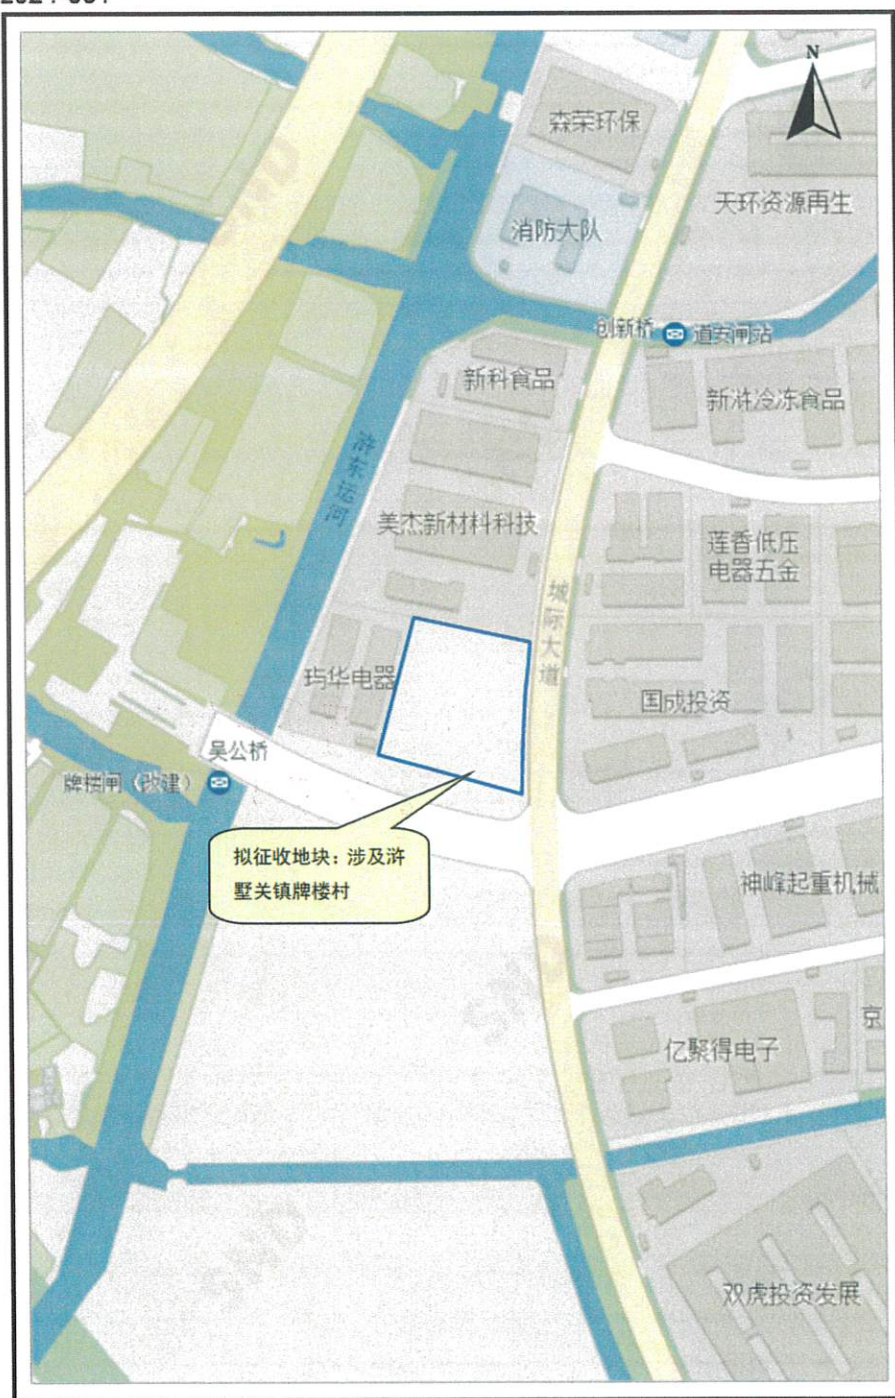 N
森荣环保
天环资源再生
消防大队
创新桥
道安闸站
新科食品
新浒冷冻食品
浒东运河
美杰新材料科技
莲香低压
电器五金
城际大道
玙华电器
国成投资
吴公桥
牌楼闸（改建）
拟征收地块：涉及浒
墅关镇牌楼村
神峰起重机械
SND
京
亿聚得电子
双虎投资发展